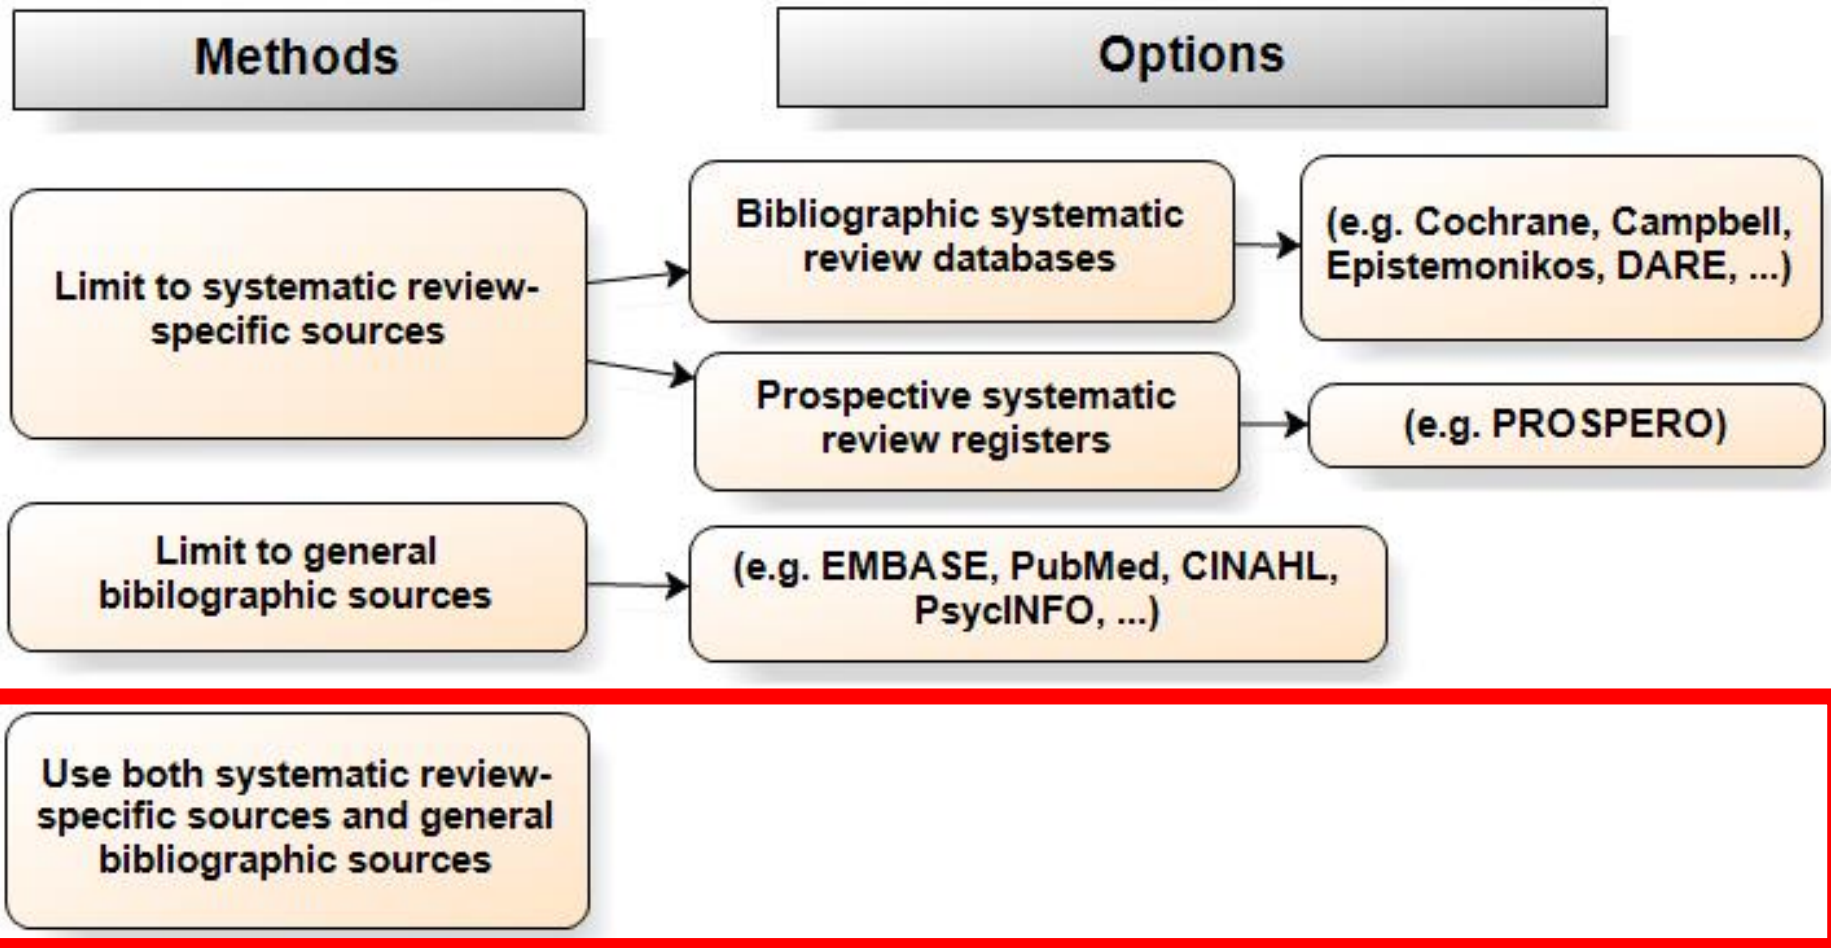 Methods
Options
Limit to systematic review-
specific sources
Bibliographic systematic
review databases
(e.g. Cochrane, Campbell,
Epistemonikos, DARE, ...)
Prospective systematic
review registers
(e.g. PROSPERO)
Limit to general
bibilographic sources
(e.g. EMBASE, PubMed, CINAHL,
PsycINFO, ...)
Use both systematic review-
specific sources and general
bibliographic sources